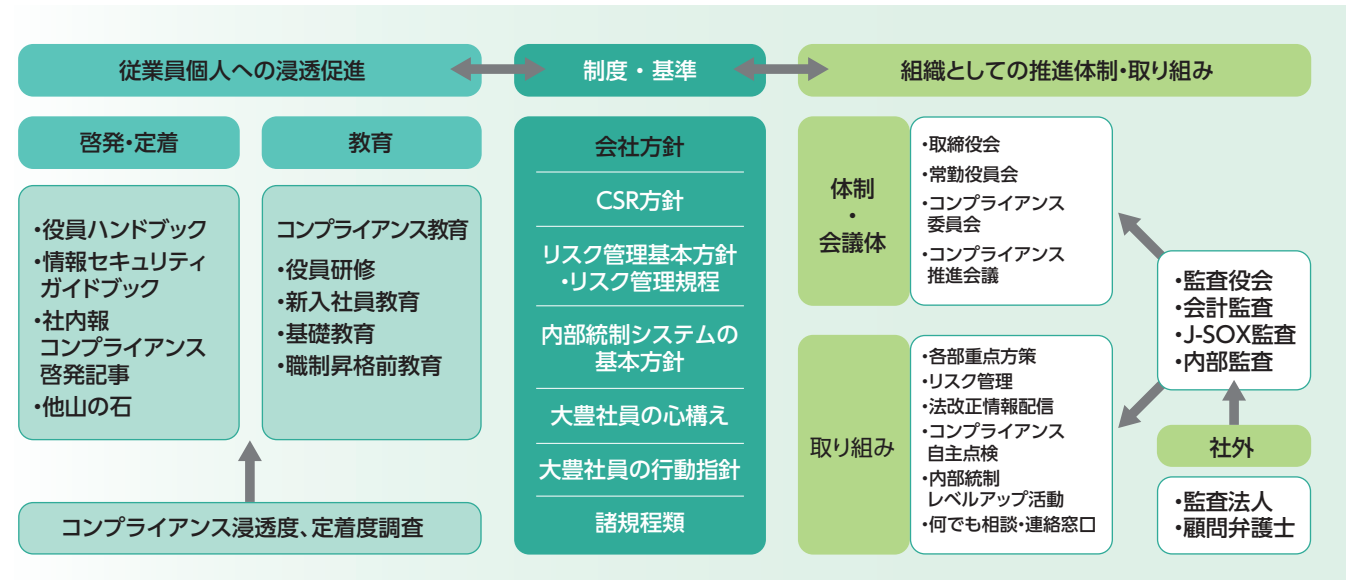 従業員個人への浸透促進
制度・基準
組織としての推進体制・取り組み
啓発・定着
・役員ハンドブック
・情報セキュリティ
ガイドブック
・社内報
コンプライアンス
啓発記事
・他山の石
教育
コンプライアンス教育
・役員研修
・新入社員教育
・基礎教育
・職制昇格前教育
コンプライアンス浸透度、定着度調査
会社方針
CSR方針
リスク管理基本方針
・リスク管理規程
内部統制システムの
基本方針
大豊社員の心構え
大豊社員の行動指針
諸規程類
体制
・
会議体
・取締役会
・常勤役員会
・コンプライアンス
委員会
・コンプライアンス
推進会議
取り組み
・各部重点方策
・リスク管理
・法改正情報配信
・コンプライアンス
自主点検
・内部統制
レベルアップ活動
・何でも相談・連絡窓口
・監査役会
・会計監査
・J-SOX監査
・内部監査
社外
・監査法人
・顧問弁護士